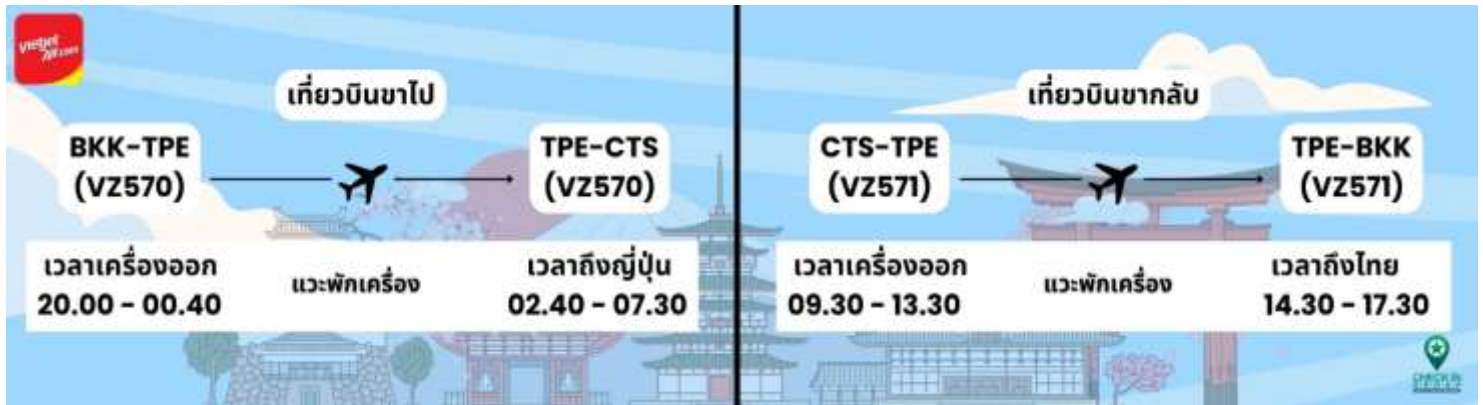 vietjet
Air.com
เที่ยวบินขาไป
BKK-TPE
(VZ570)
TPE-CTS
(VZ570)
เวลาเครื่องออก
20.00 - 00.40
แวะพักเครื่อง
เวลาถึงญี่ปุ่น
02.40 - 07.30
เที่ยวบินขากลับ
CTS-TPE
(VZ571)
TPE-BKK
(VZ571)
เวลาเครื่องออก
09.30 - 13.30
แวะพักเครื่อง
เวลาถึงไทย
14.30 - 17.30
CHECK IN